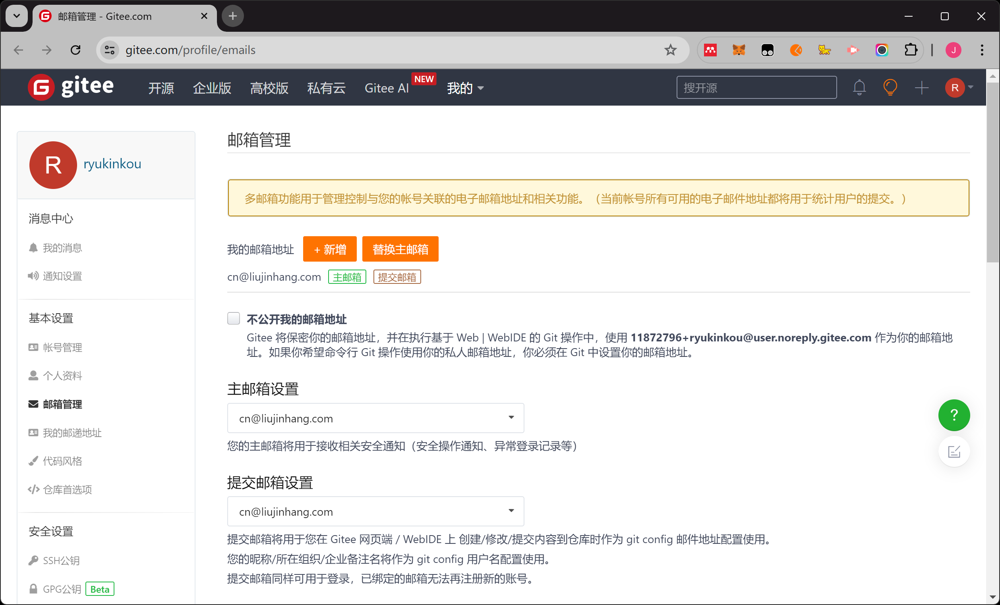 邮箱管理 - Gitee.com
gitee.com/profile/emails
J
gitee
开源
企业版
高校版
私有云
Gitee AI
NEW
我的
搜开源
R
R
ryukinkou
消息中心
我的消息
通知设置
基本设置
帐号管理
个人资料
邮箱管理
我的邮递地址
代码风格
仓库首选项
安全设置
SSH公钥
GPG公钥 Beta
邮箱管理
多邮箱功能用于管理控制与您的帐号关联的电子邮箱地址和相关功能。（当前帐号所有可用的电子邮件地址都将用于统计用户的提交。）
我的邮箱地址 + 新增 替换主邮箱
cn@liujinhang.com 主邮箱 提交邮箱
不公开我的邮箱地址
Gitee 将保密你的邮箱地址，并在执行基于 Web | WebIDE 的 Git 操作中，使用 11872796+ryukinkou@user.noreply.gitee.com 作为你的邮箱地
址。如果你希望命令行 Git 操作使用你的私人邮箱地址，你必须在 Git 中设置你的邮箱地址。
主邮箱设置
cn@liujinhang.com
您的主邮箱将用于接收相关安全通知（安全操作通知、异常登录记录等）
提交邮箱设置
cn@liujinhang.com
提交邮箱将用于您在 Gitee 网页端 / WebIDE 上 创建/修改/提交内容到仓库时作为 git config 邮件地址配置使用。
您的昵称/所在组织/企业备注名将作为 git config 用户名配置使用。
提交邮箱同样可用于登录，已绑定的邮箱无法再注册新的账号。
?